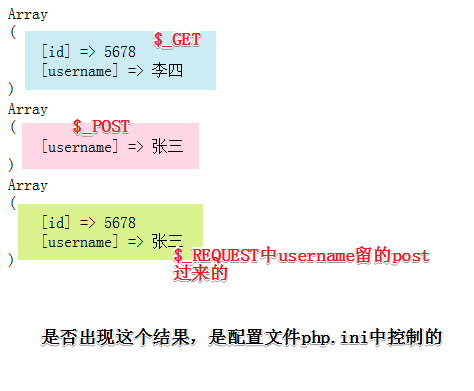 Array
(
$_GET
[id] => 5678
[username] => 李四
)
Array
(
$_POST
[username] => 张三
)
Array
(
[id] => 5678
[username] => 张三
)
$_REQUEST中username留的post
过来的
是否出现这个结果，是配置文件php.ini中控制的